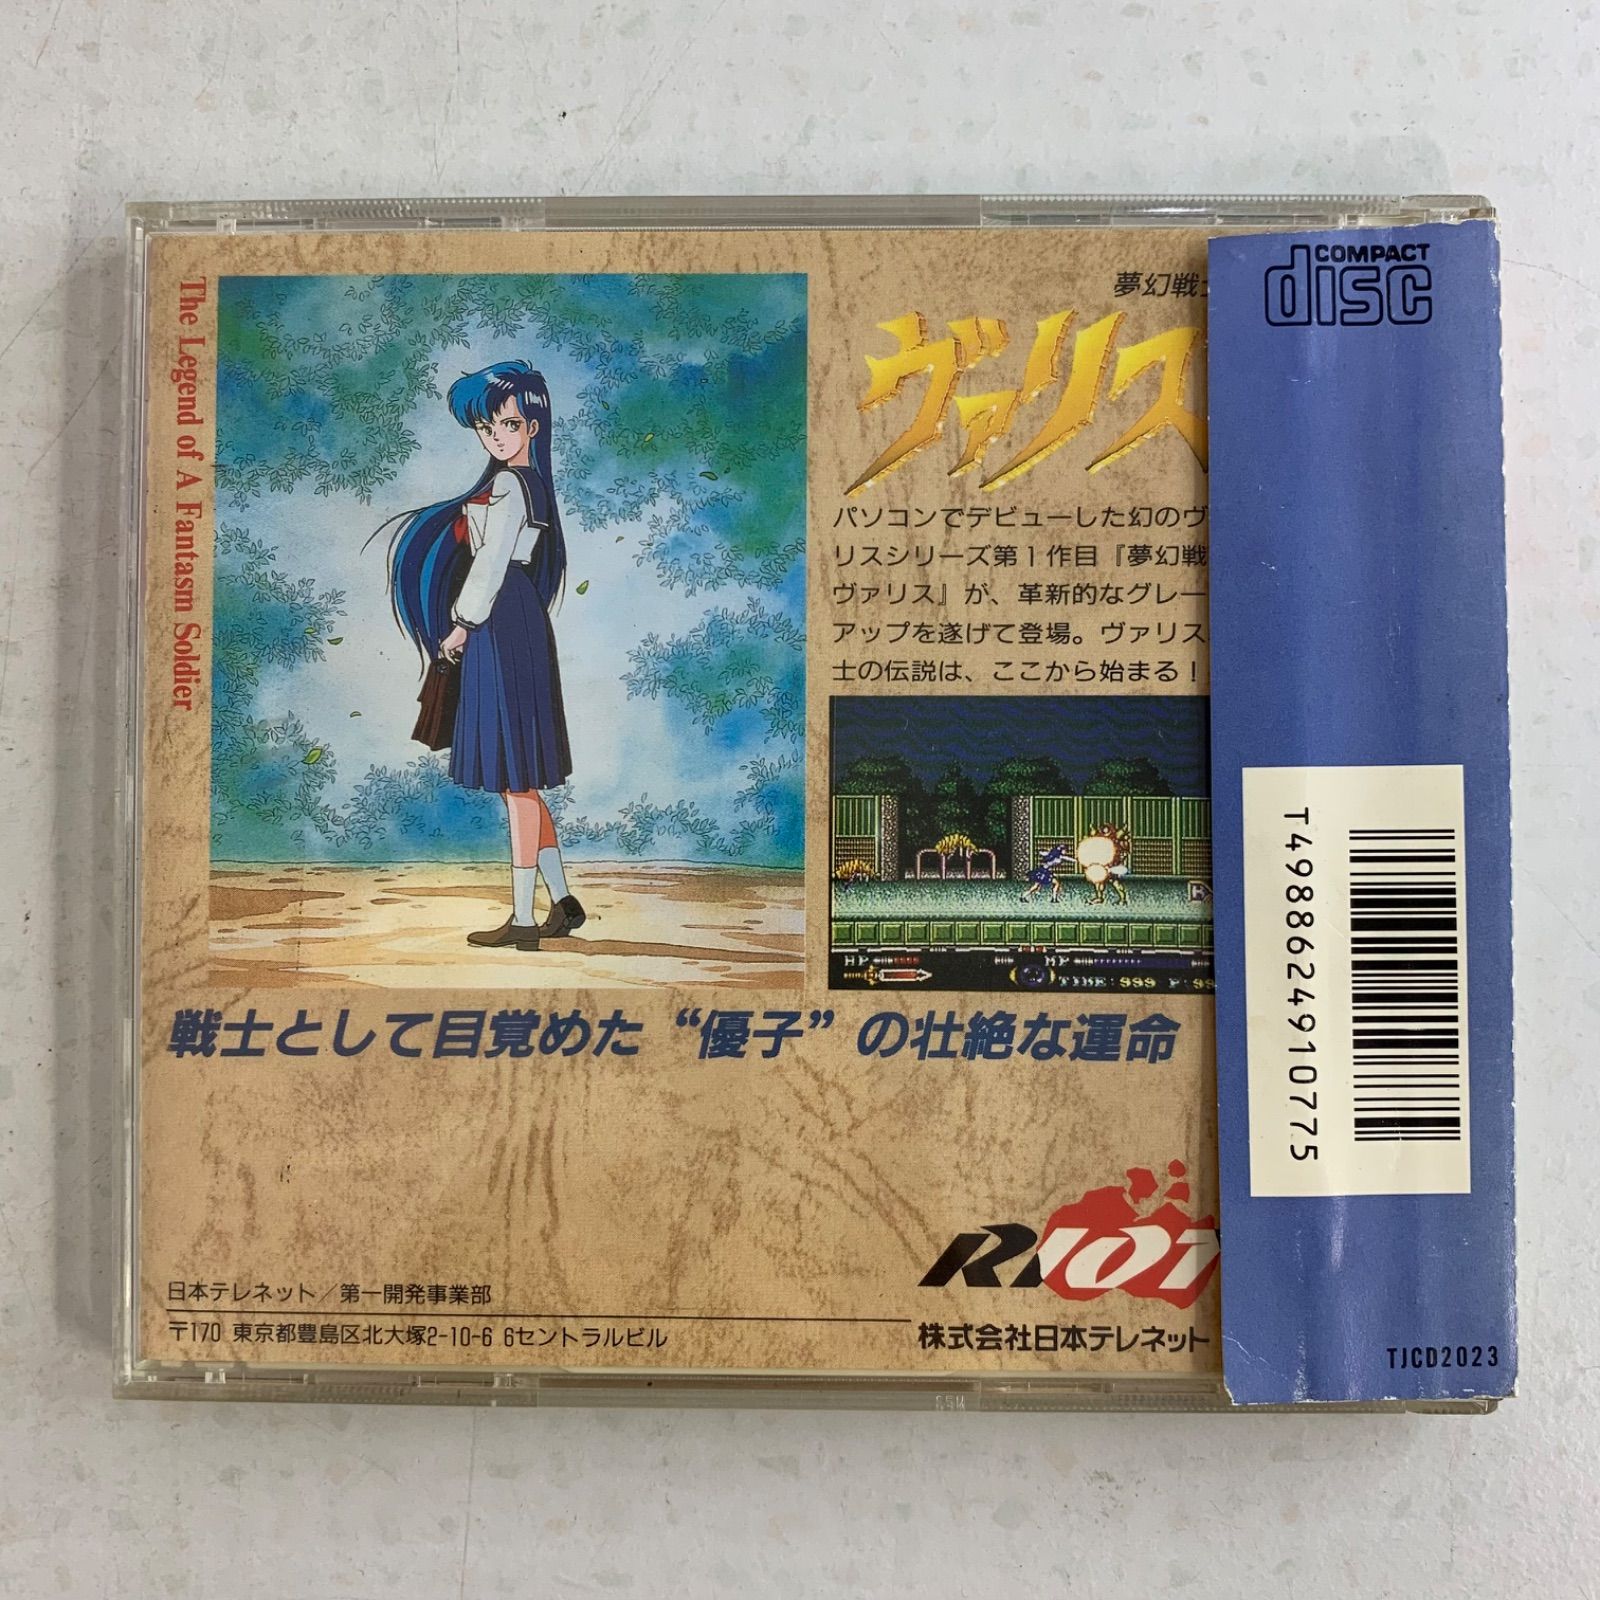 The Legend of A Fantasm Soldier
夢幻戦士
ヴァリス
パソコンでデビューした幻のヴ
リスシリーズ第1作目『夢幻戦
ヴァリス』が、革新的なグレー
アップを遂げて登場。ヴァリス
士の伝説は、ここから始まる!
HP
MP
TIME:999 P:99
戦士として目覚めた“優子”の壮絶な運命
RIOT
日本テレネット/第一開発事業部
〒170 東京都豊島区北大塚2-10-6 6セントラルビル
株式会社日本テレネット
COMPACT
disc
T4988624910775
TJCD2023